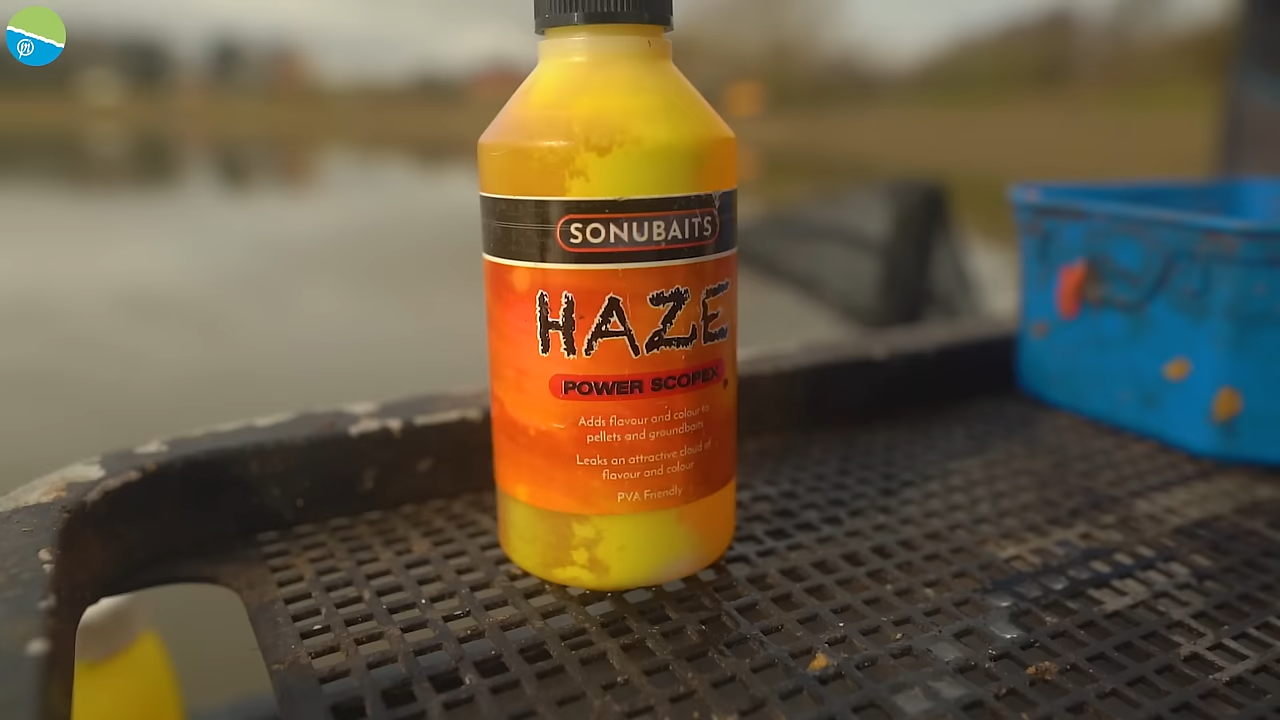 SONUBAITS
HAZE
POWER SCOPEX
Adds flavour and colour to
pellets and groundbaits
Leaks an attractive cloud of
flavour and colour
PVA Friendly